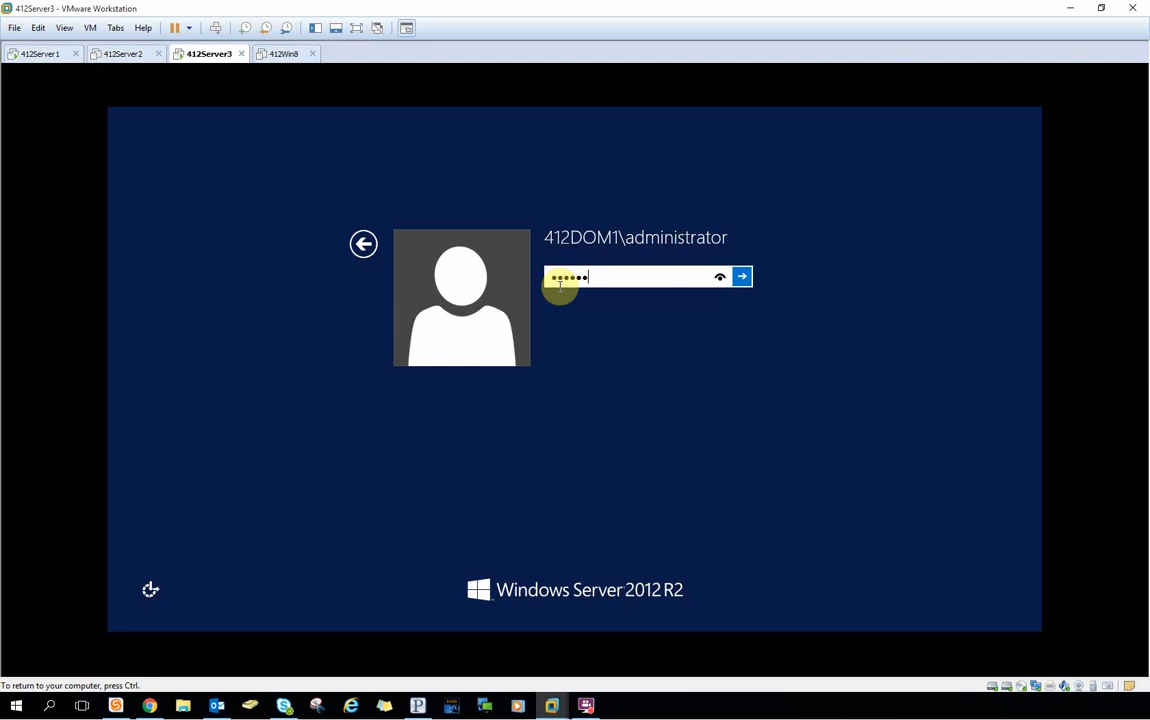 412Server3 - VMware Workstation
File Edit View VM Tabs Help
412Server1 412Server2 412Server3 412Win8
412DOM1\administrator
Windows Server 2012 R2
To return to your computer, press Ctrl.